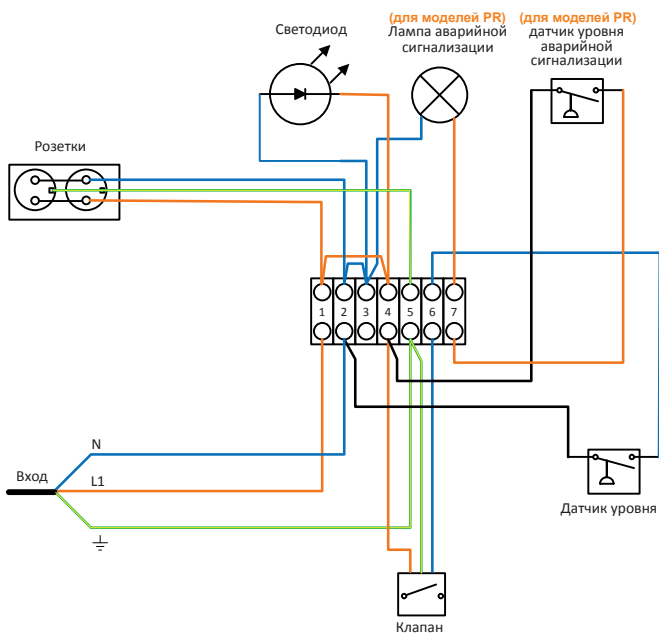 Светодиод
(для моделей PR)
Лампа аварийной
сигнализации
(для моделей PR)
датчик уровня
аварийной
сигнализации
Розетки
1 2 3 4 5 6 7
N
Вход
L1
Датчик уровня
Клапан